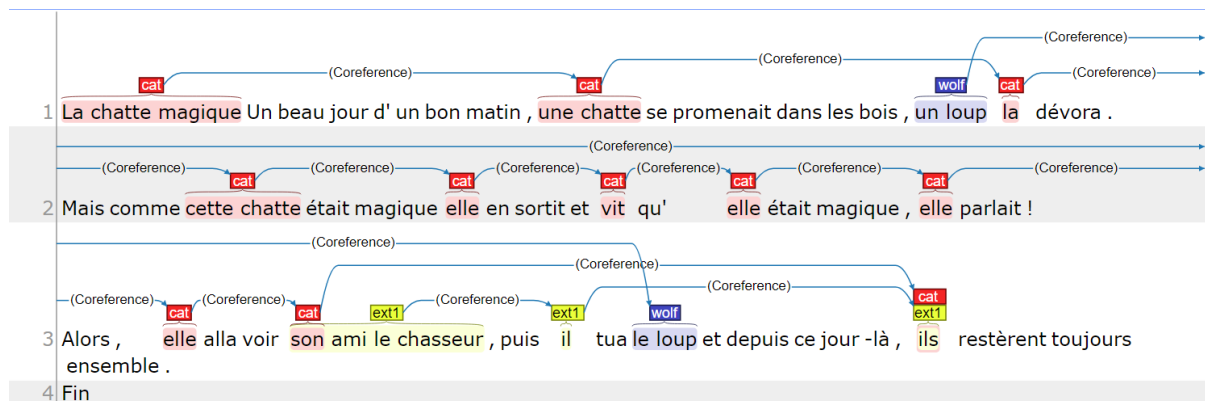 (Coreference)
(Coreference) (Coreference) (Coreference)
cat cat wolf cat
1 La chatte magique Un beau jour d' un bon matin , une chatte se promenait dans les bois , un loup la dévora .
(Coreference)
(Coreference) (Coreference) (Coreference) (Coreference) (Coreference) (Coreference)
cat cat cat cat cat
2 Mais comme cette chatte était magique elle en sortit et vit qu' elle était magique , elle parlait !
(Coreference)
(Coreference)
(Coreference) (Coreference) (Coreference) (Coreference)
cat
cat cat ext1 ext1 wolf ext1
3 Alors , elle alla voir son ami le chasseur , puis il tua le loup et depuis ce jour -là , ils restèrent toujours
ensemble .
4 Fin